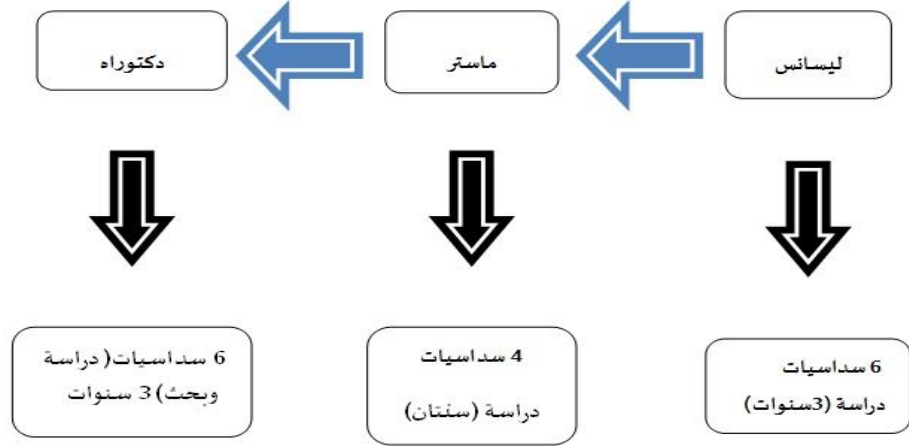 ليسانس
ماستر
دكتوراه
6 سداسيات
دراسة (3سنوات)
4 سداسيات
دراسة (سنتان)
6 سداسيات( دراسة
وبحث) 3 سنوات